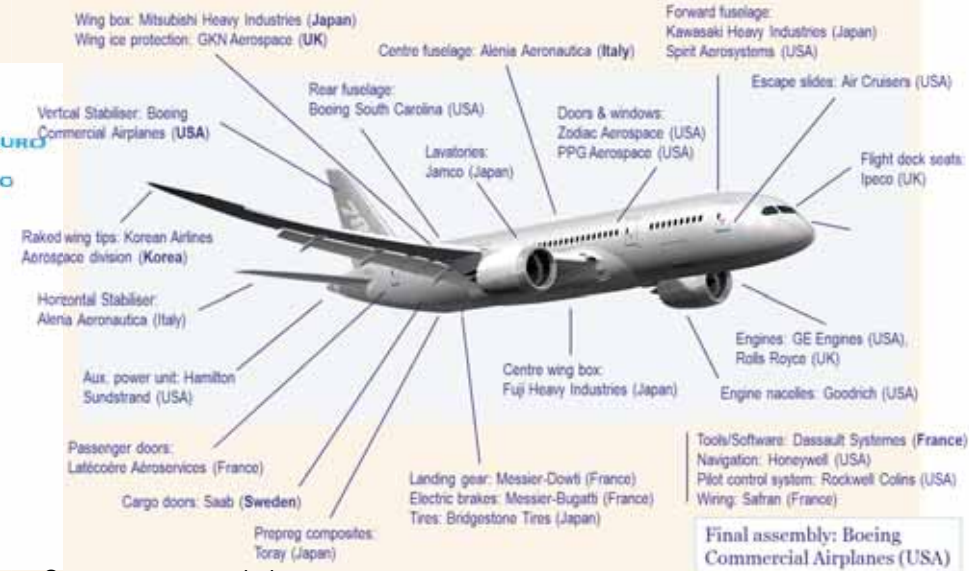 Wing box: Mitsubishi Heavy Industries (Japan)
Wing ice protection: GKN Aerospace (UK)
Centre fuselage: Alenia Aeronautica (Italy)
Forward fuselage:
Kawasaki Heavy Industries (Japan)
Spirit Aerosystems (USA)
Escape slides: Air Cruisers (USA)
Rear fuselage:
Boeing South Carolina (USA)
Vertcal Stabiliser: Boeing
Commercial Airplanes (USA)
Doors & windows:
Zodiac Aerospace (USA)
PPG Aerospace (USA)
Lavatories:
Jamco (Japan)
Flight deck seats:
Ipeco (UK)
Raked wing tips: Korean Airlines
Aerospace division (Korea)
Horizontal Stabiliser:
Alenia Aeronautica (Italy)
Aux. power unit: Hamilton
Sundstrand (USA)
Centre wing box:
Fuji Heavy Industries (Japan)
Engines: GE Engines (USA),
Rolls Royce (UK)
Engine nacelles: Goodrich (USA)
Passenger doors:
Latécoère Aéroservices (France)
Cargo doors: Saab (Sweden)
Prepreg composites:
Toray (Japan)
Landing gear: Messier-Dowti (France)
Electric brakes: Messier-Bugatti (France)
Tires: Bridgestone Tires (Japan)
Tools/Software: Dassault Systemes (France)
Navigation: Honeywell (USA)
Pilot control system: Rockwell Colins (USA)
Wiring: Safran (France)
Final assembly: Boeing
Commercial Airplanes (USA)